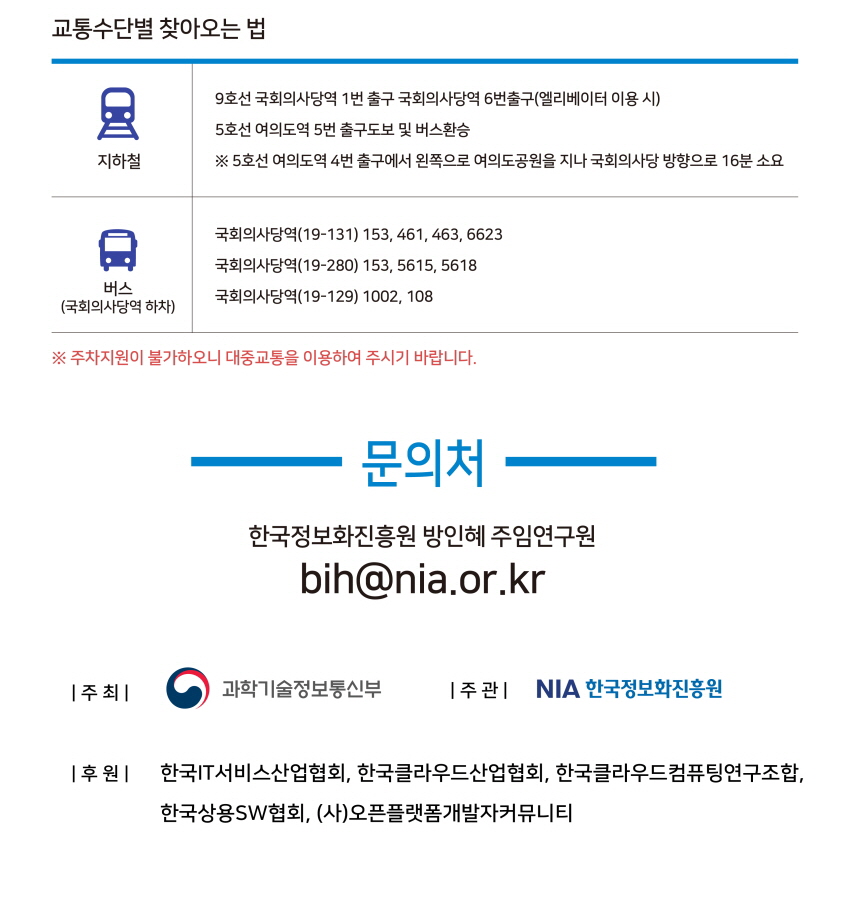 교통수단별 찾아오는 법
지하철
9호선 국회의사당역 1번 출구 국회의사당역 6번출구(엘리베이터 이용 시)
5호선 여의도역 5번 출구도보 및 버스환승
※ 5호선 여의도역 4번 출구에서 왼쪽으로 여의도공원을 지나 국회의사당 방향으로 16분 소요
버스
(국회의사당역 하차)
국회의사당역(19-131) 153, 461, 463, 6623
국회의사당역(19-280) 153, 5615, 5618
국회의사당역(19-129) 1002, 108
※ 주차지원이 불가하오니 대중교통을 이용하여 주시기 바랍니다.
문의처
한국정보화진흥원 방인혜 주임연구원
bih@nia.or.kr
| 주 최 | 과학기술정보통신부 | 주 관 | NIA 한국정보화진흥원
| 후 원 | 한국IT서비스산업협회, 한국클라우드산업협회, 한국클라우드컴퓨팅연구조합,
한국상용SW협회, (사)오픈플랫폼개발자커뮤니티